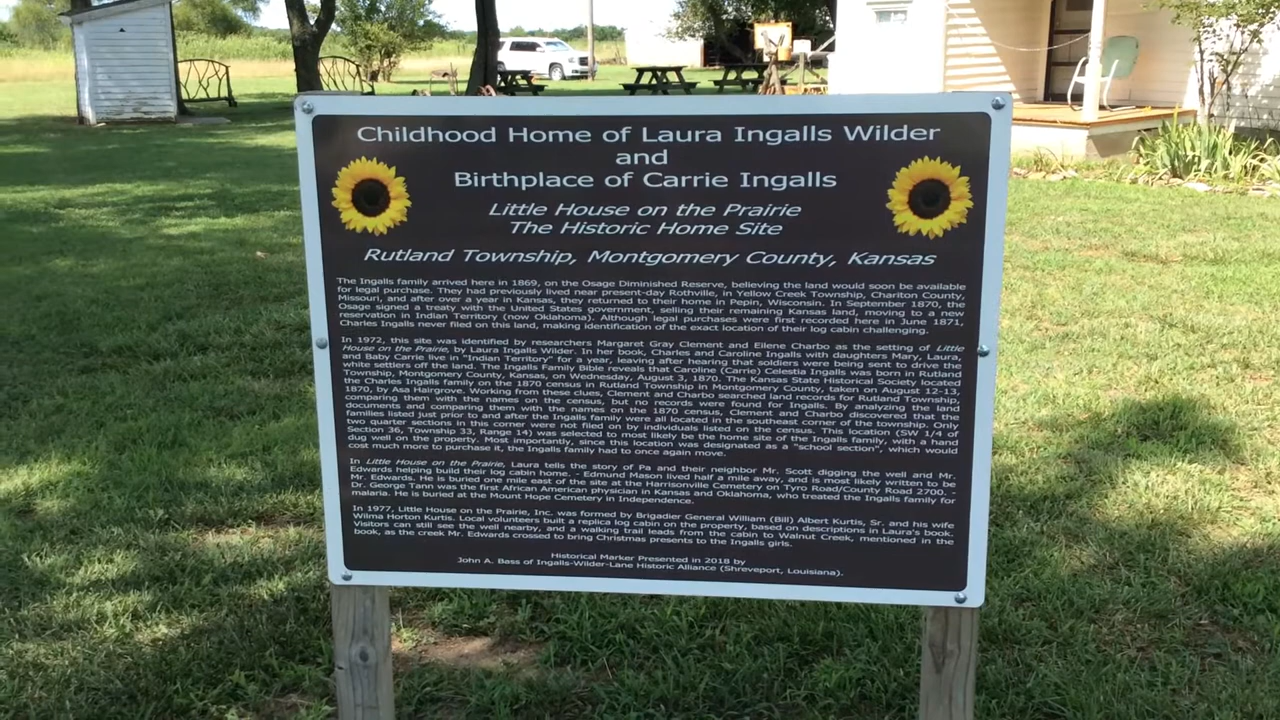 Childhood Home of Laura Ingalls Wilder
and
Birthplace of Carrie Ingalls
Little House on the Prairie
The Historic Home Site
Rutland Township, Montgomery County, Kansas
The Ingalls family arrived here in 1869, on the Osage Diminished Reserve, believing the land would soon be available
for legal purchase. They had previously lived near present-day Rothville, in Yellow Creek Township, Chariton County,
Missouri, and after over a year in Kansas, they returned to their home in Pepin, Wisconsin. In September 1870, the
Osage signed a treaty with the United States government, selling their remaining Kansas land, moving to a new
reservation in Indian Territory (now Oklahoma). Although legal purchases were first recorded here in June 1871,
Charles Ingalls never filed on this land, making identification of the exact location of their log cabin challenging.
In 1972, this site was identified by researchers Margaret Gray Clement and Eilene Charbo as the setting of Little
House on the Prairie, by Laura Ingalls Wilder. In her book, Charles and Caroline Ingalls with daughters Mary, Laura,
and Baby Carrie live in "Indian Territory" for a year, leaving after hearing that soldiers were being sent to drive the
white settlers off the land. The Ingalls Family Bible reveals that Caroline (Carrie) Celestia Ingalls was born in Rutland
Township, Montgomery County, Kansas, on Wednesday, August 3, 1870. The Kansas State Historical Society located
the Charles Ingalls family on the 1870 census in Rutland Township in Montgomery County, taken on August 12-13,
1870, by Asa Hairgrove. Working from these clues, Clement and Charbo searched land records for Rutland Township,
comparing them with the names on the census, but no records were found for Ingalls. By analyzing the land
documents and comparing them with the names on the 1870 census, Clement and Charbo discovered that the
families listed just prior to and after the Ingalls family were all located in the southeast corner of the township. Only
two quarter sections in this corner were not filed on by individuals listed on the census. This location (SW 1/4 of
Section 36, Township 33, Range 14) was selected to most likely be the home site of the Ingalls family, with a hand
dug well on the property. Most importantly, since this location was designated as a "school section", which would
cost much more to purchase it, the Ingalls family had to once again move.
In Little House on the Prairie, Laura tells the story of Pa and their neighbor Mr. Scott digging the well and Mr.
Edwards helping build their log cabin home. - Edmund Mason lived half a mile away, and is most likely written to be
Mr. Edwards. He is buried one mile east of the site at the Harrisonville Cemetery on Tyro Road/County Road 2700. -
Dr. George Tann was the first African American physician in Kansas and Oklahoma, who treated the Ingalls family for
malaria. He is buried at the Mount Hope Cemetery in Independence.
In 1977, Little House on the Prairie, Inc. was formed by Brigadier General William (Bill) Albert Kurtis, Sr. and his wife
Wilma Horton Kurtis. Local volunteers built a replica log cabin on the property, based on descriptions in Laura's book.
Visitors can still see the well nearby, and a walking trail leads from the cabin to Walnut Creek, mentioned in the
book, as the creek Mr. Edwards crossed to bring Christmas presents to the Ingalls girls.
Historical Marker Presented in 2018 by
John A. Bass of Ingalls-Wilder-Lane Historic Alliance (Shreveport, Louisiana).